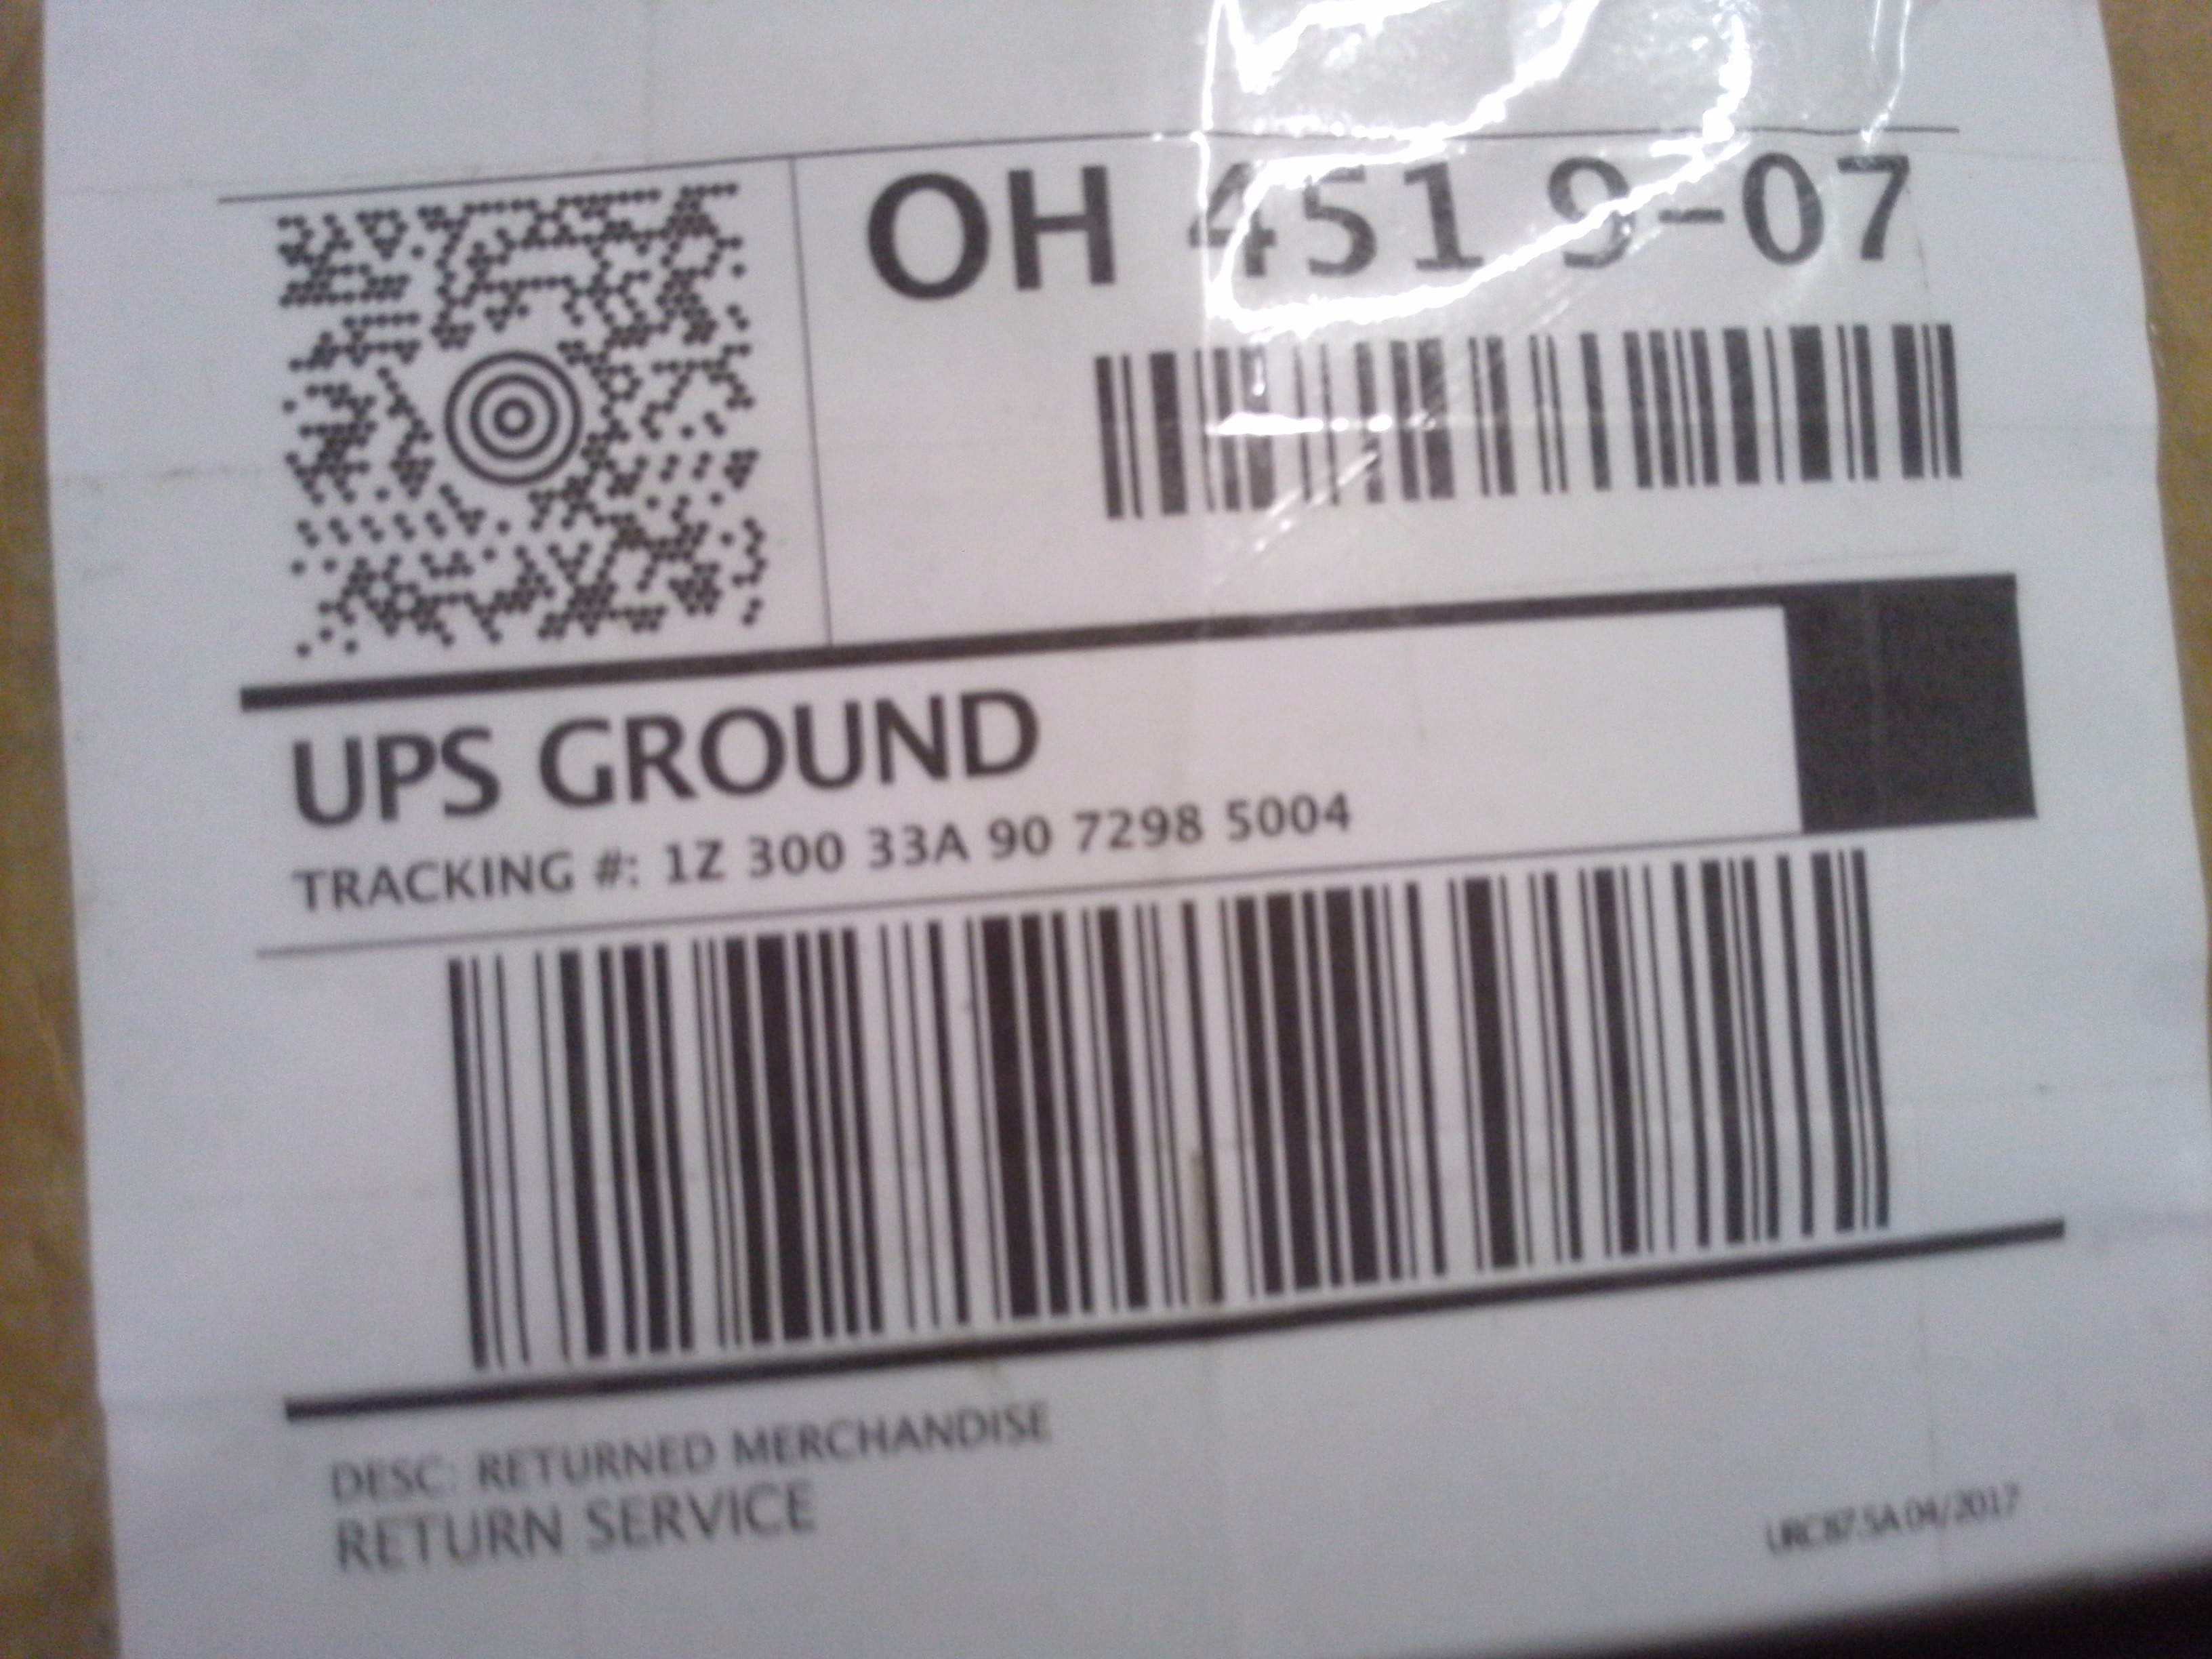 OH 451 9-07
UPS GROUND
TRACKING #: 1Z 300 33A 90 7298 5004
DESC: RETURNED MERCHANDISE
RETURN SERVICE
URC87.5A 04/2017